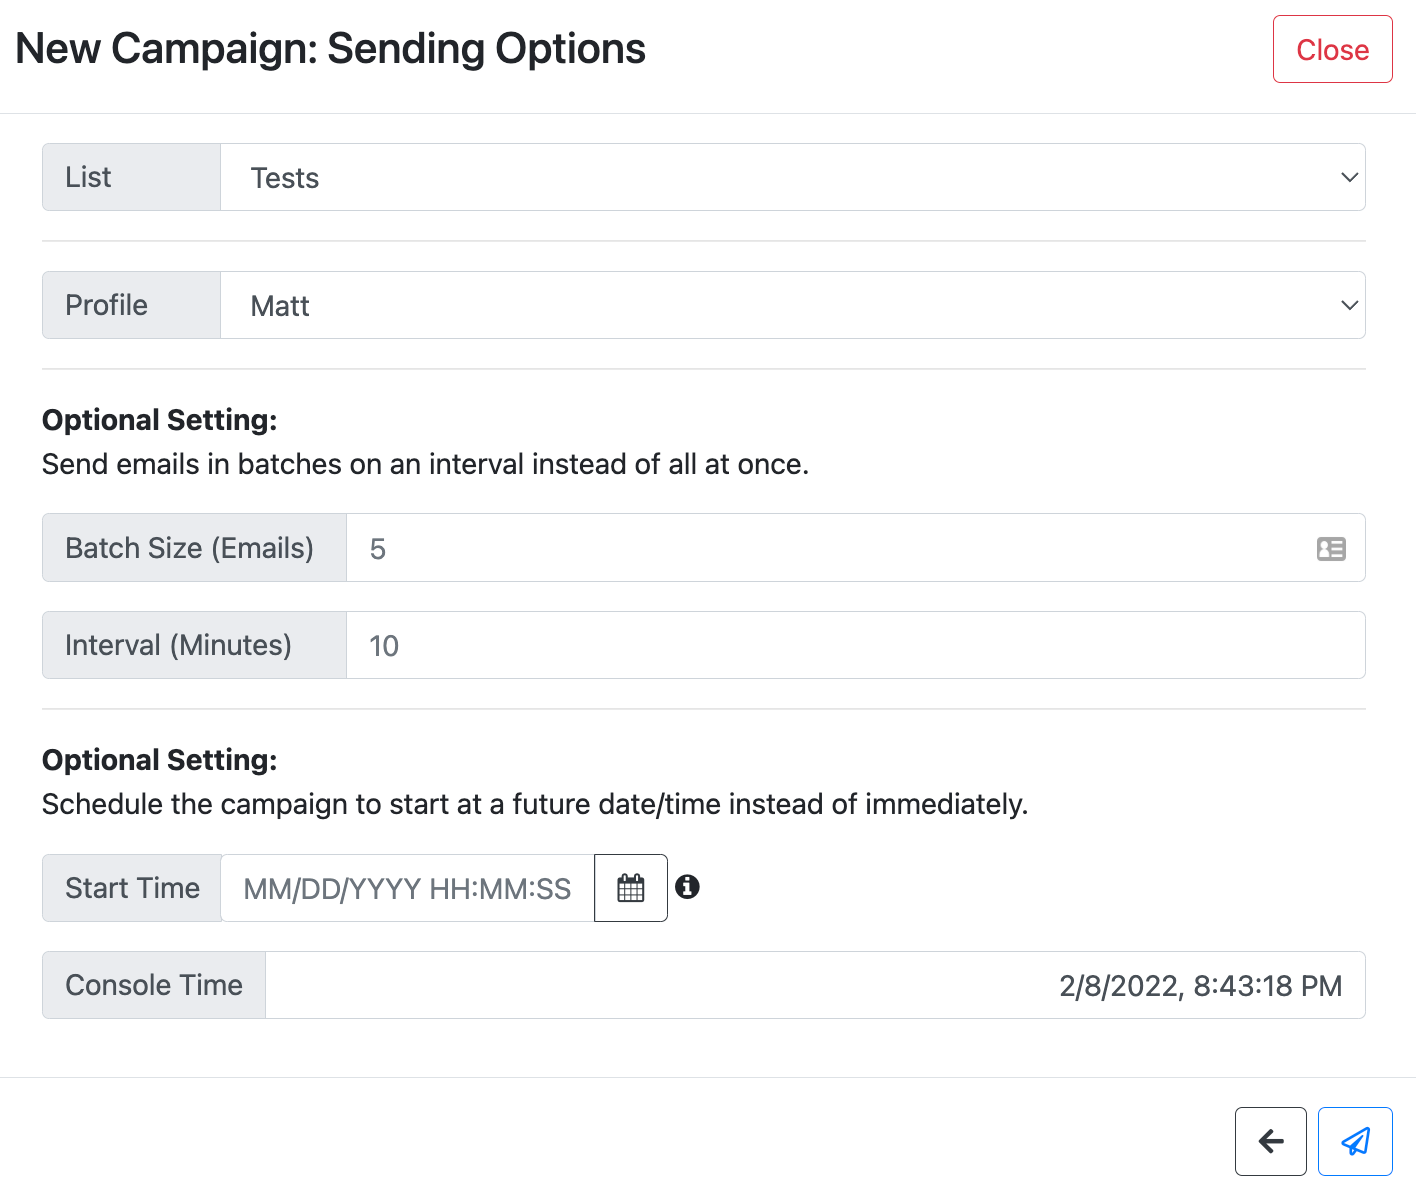 New Campaign: Sending Options
Close
List
Tests
Profile
Matt
Optional Setting:
Send emails in batches on an interval instead of all at once.
Batch Size (Emails)
5
Interval (Minutes)
10
Optional Setting:
Schedule the campaign to start at a future date/time instead of immediately.
Start Time
MM/DD/YYYY HH:MM:SS
Console Time
2/8/2022, 8:43:18 PM